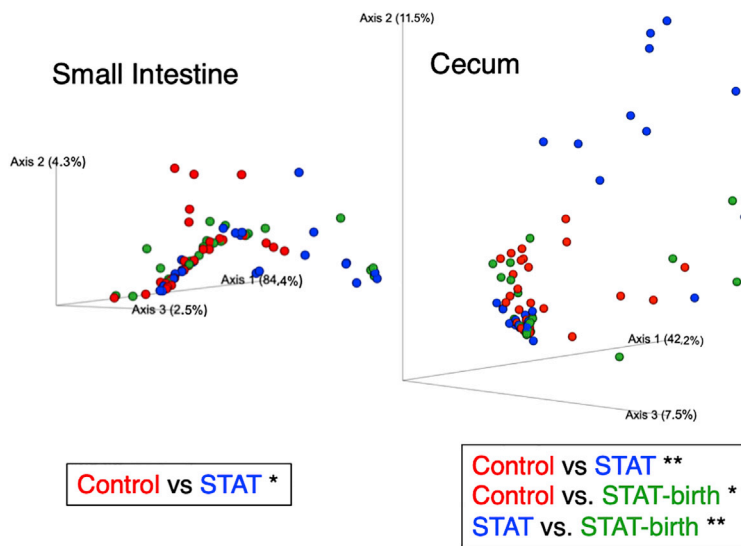 Axis 2 (11.5%)
Small Intestine
Cecum
Axis 2 (4.3%)
Axis 1 (84.4%)
Axis 3 (2.5%)
Axis 1 (42.2%)
Axis 3 (7.5%)
Control vs STAT *
Control vs STAT **
Control vs. STAT-birth *
STAT vs. STAT-birth **